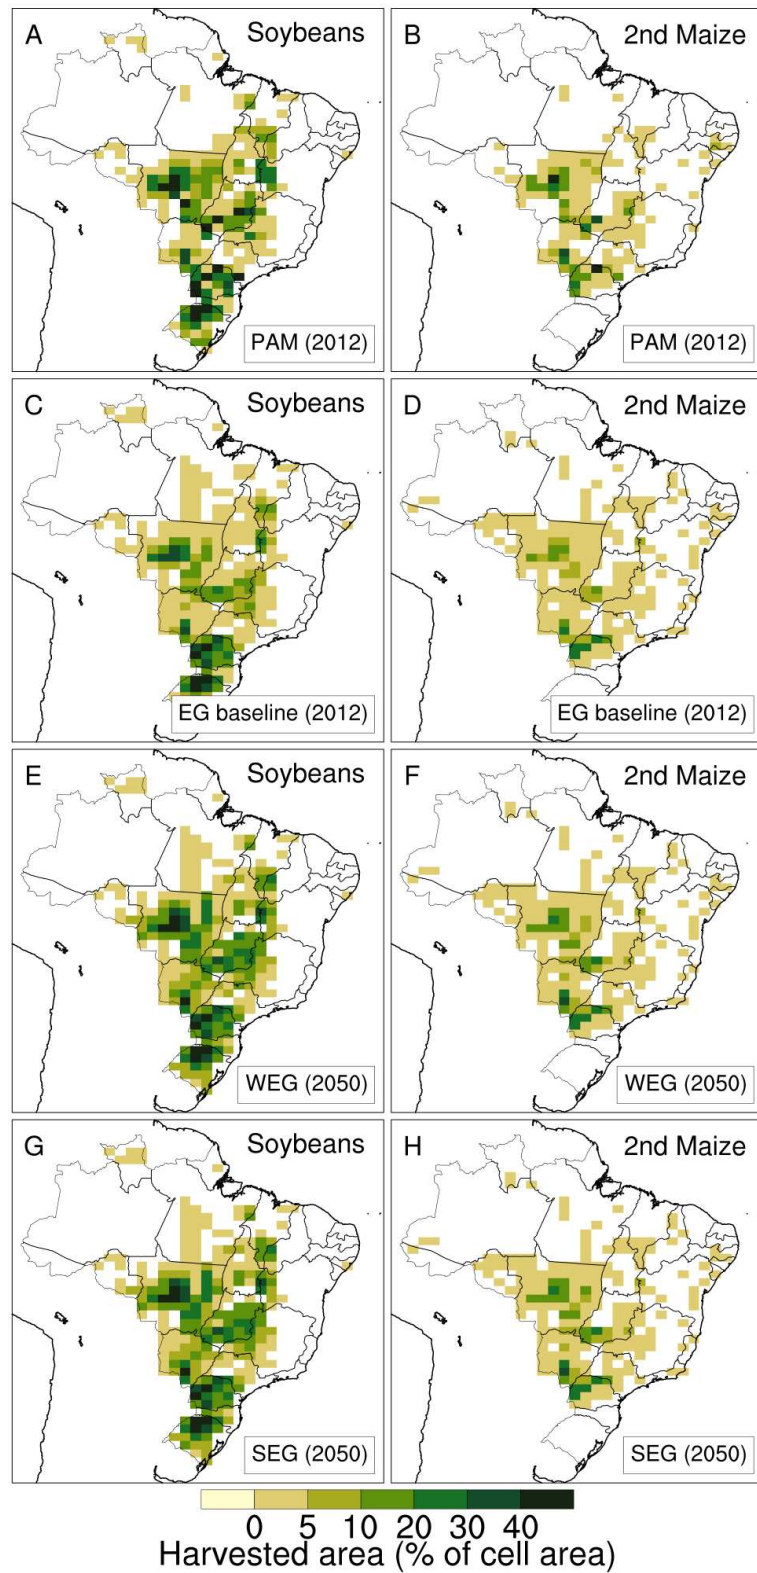 A
Soybeans
PAM (2012)
B
2nd Maize
PAM (2012)
C
Soybeans
EG baseline (2012)
D
2nd Maize
EG baseline (2012)
E
Soybeans
WEG (2050)
F
2nd Maize
WEG (2050)
G
Soybeans
SEG (2050)
H
2nd Maize
SEG (2050)
0 5 10 20 30 40
Harvested area (% of cell area)